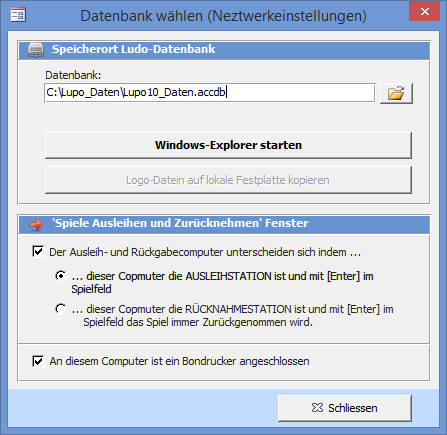 Datenbank wählen (Neztwerkeinstellungen)
Speicherort Ludo-Datenbank
Datenbank:
C:\Lupo_Daten\Lupo10_Daten.accdb
Windows-Explorer starten
Logo-Datein auf lokale Festplatte kopieren
'Spiele Ausleihen und Zurücknehmen' Fenster
Der Ausleih- und Rückgabecomputer unterscheiden sich indem ...
... dieser Copmuter die AUSLEIHSTATION ist und mit [Enter] im
Spielfeld
... dieser Copmuter die RÜCKNAHMESTATION ist und mit [Enter] im
Spielfeld das Spiel immer Zurückgenommen wird.
An diesem Computer ist ein Bondrucker angeschlossen
Schliessen